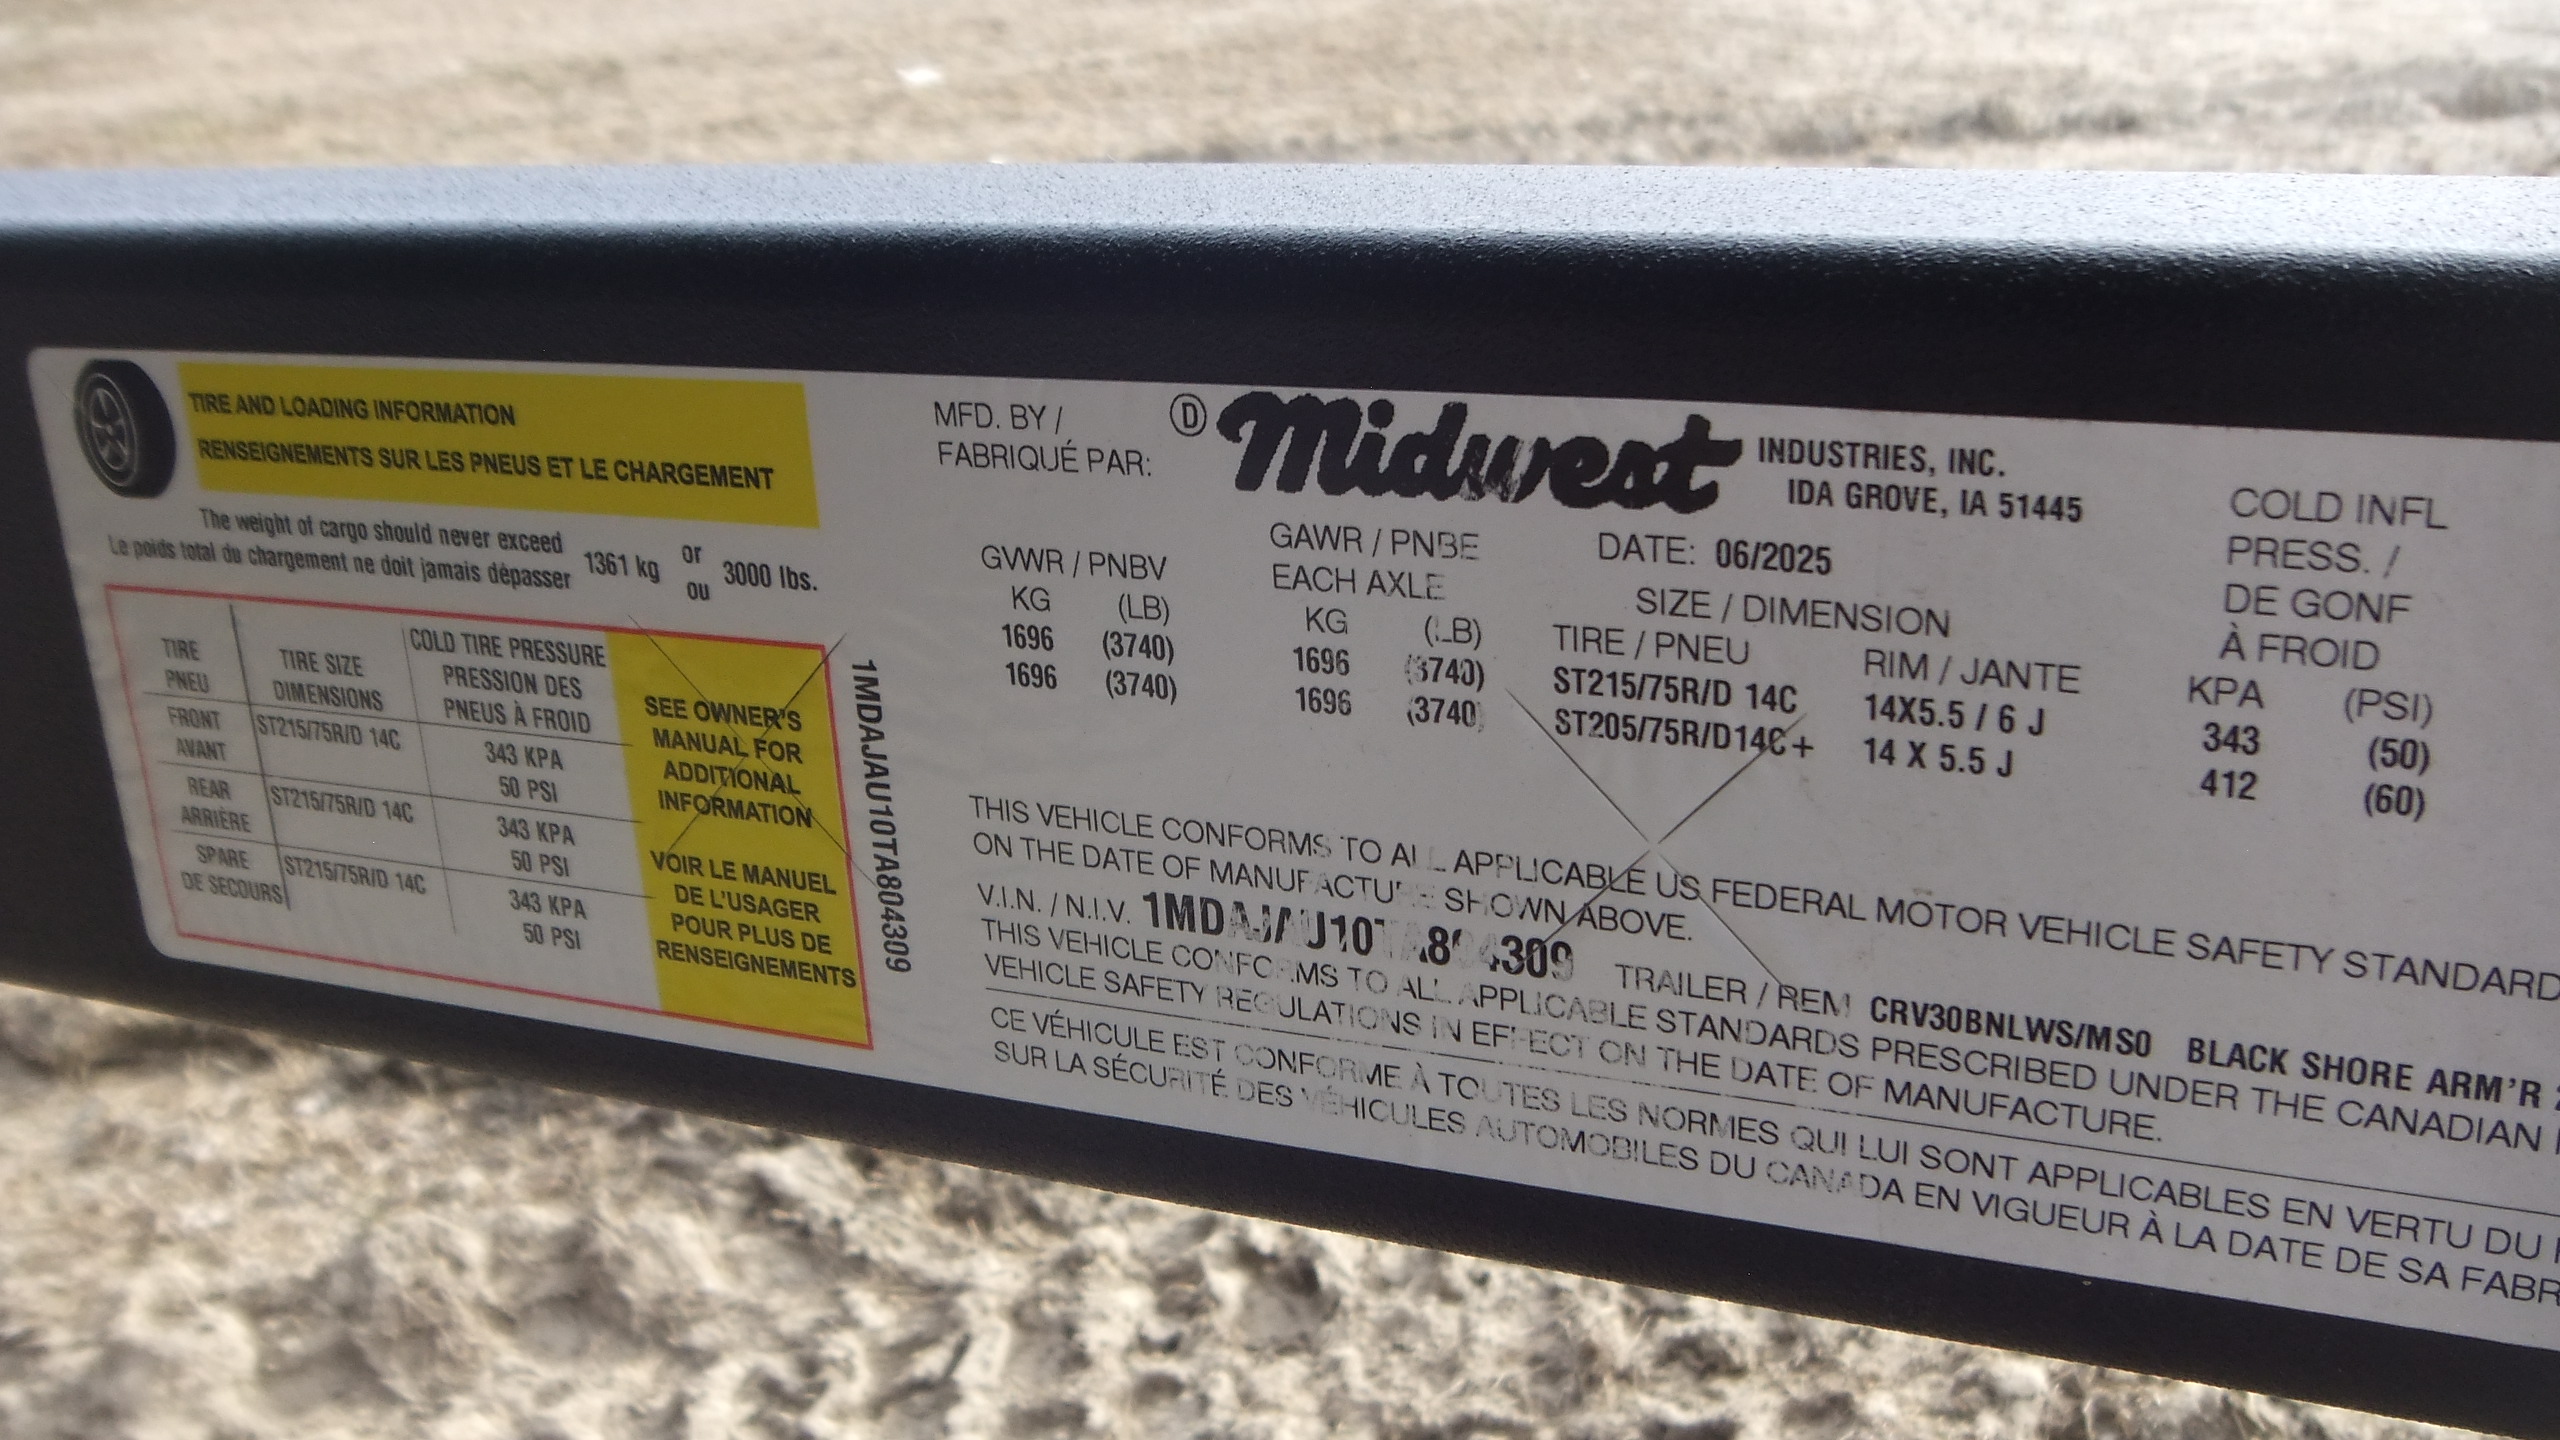 TIRE AND LOADING INFORMATION
RENSEIGNEMENTS SUR LES PNEUS ET LE CHARGEMENT
The weight of cargo should never exceed
Le poids total du chargement ne doit jamais dépasser
1361 kg
or
ou
3000 lbs.
TIRE
PNEU
TIRE SIZE
DIMENSIONS
COLD TIRE PRESSURE
PRESSION DES
PNEUS À FROID
FRONT
AVANT
ST215/75R/D 14C
343 KPA
50 PSI
REAR
ARRIÈRE
ST215/75R/D 14C
343 KPA
50 PSI
SPARE
DE SECOURS
ST215/75R/D 14C
343 KPA
50 PSI
SEE OWNER'S
MANUAL FOR
ADDITIONAL
INFORMATION
VOIR LE MANUEL
DE L'USAGER
POUR PLUS DE
RENSEIGNEMENTS
1MDAJAU10TA804309
MFD. BY /
FABRIQUÉ PAR:
D Midwest
INDUSTRIES, INC.
IDA GROVE, IA 51445
GVWR / PNBV
KG (LB)
1696 (3740)
1696 (3740)
GAWR / PNBE
EACH AXLE
KG (LB)
1696 (3740)
1696 (3740)
DATE: 06/2025
SIZE / DIMENSION
TIRE / PNEU RIM / JANTE
ST215/75R/D 14C 14X5.5 / 6 J
ST205/75R/D14C+ 14 X 5.5 J
COLD INFL
PRESS. /
DE GONF
À FROID
KPA (PSI)
343 (50)
412 (60)
THIS VEHICLE CONFORMS TO ALL APPLICABLE US FEDERAL MOTOR VEHICLE SAFETY STANDARD
ON THE DATE OF MANUFACTURE SHOWN ABOVE.
V.I.N. / N.I.V. 1MDAJAU10TA804309 TRAILER / REM CRV30BNLWS/MS0 BLACK SHORE ARM'R
THIS VEHICLE CONFORMS TO ALL APPLICABLE STANDARDS PRESCRIBED UNDER THE CANADIAN
VEHICLE SAFETY REGULATIONS IN EFFECT ON THE DATE OF MANUFACTURE.
CE VÉHICULE EST CONFORME À TOUTES LES NORMES QUI LUI SONT APPLICABLES EN VERTU DU
SUR LA SÉCURITÉ DES VÉHICULES AUTOMOBILES DU CANADA EN VIGUEUR À LA DATE DE SA FABR